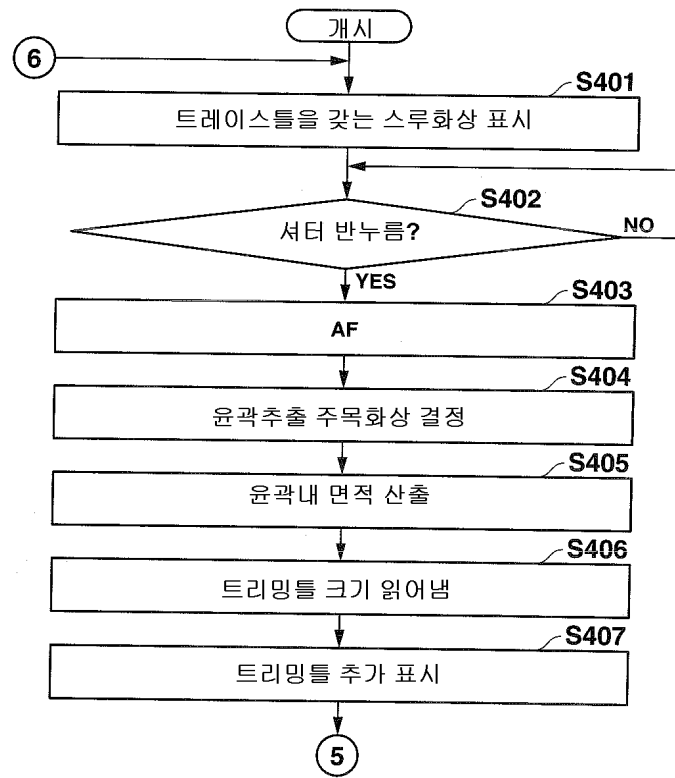 개시
6
S401
트레이스틀을 갖는 스루화상 표시
S402
셔터 반누름?
NO
YES
S403
AF
S404
윤곽추출 주목화상 결정
S405
윤곽내 면적 산출
S406
트리밍틀 크기 읽어냄
S407
트리밍틀 추가 표시
5